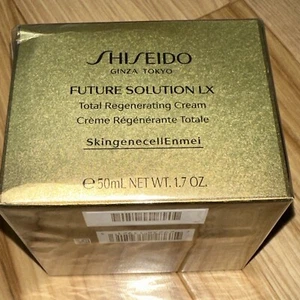 SHISEIDO
GINZA TOKYO
FUTURE SOLUTION LX
Total Regenerating Cream
Crème Régénérante Totale
SkingenecellEnmei
℮50mL NET WT. 1.7 OZ.